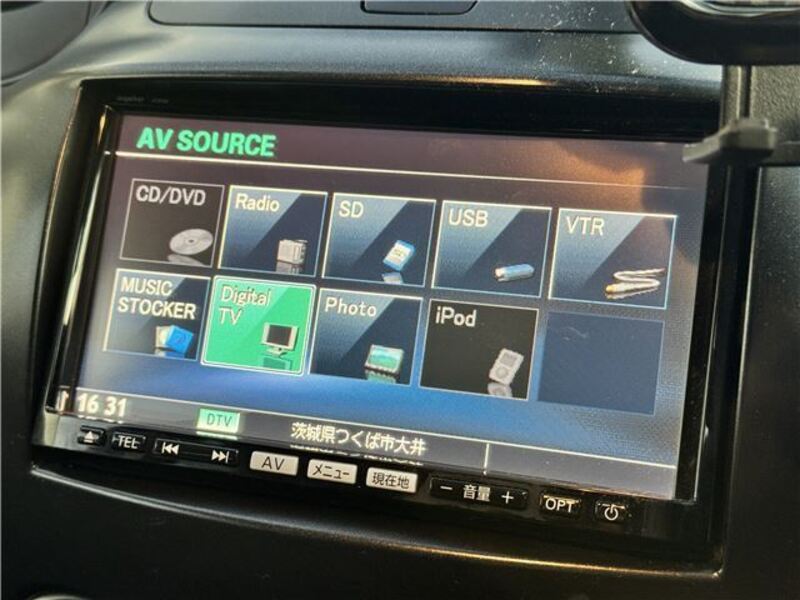 AV SOURCE
CD/DVD
Radio
SD
USB
VTR
MUSIC
STOCKER
Digital
TV
Photo
iPod
16 31
DTV
茨城県つくば市大井
TEL
AV
メニュー
現在地
− 音量 +
OPT